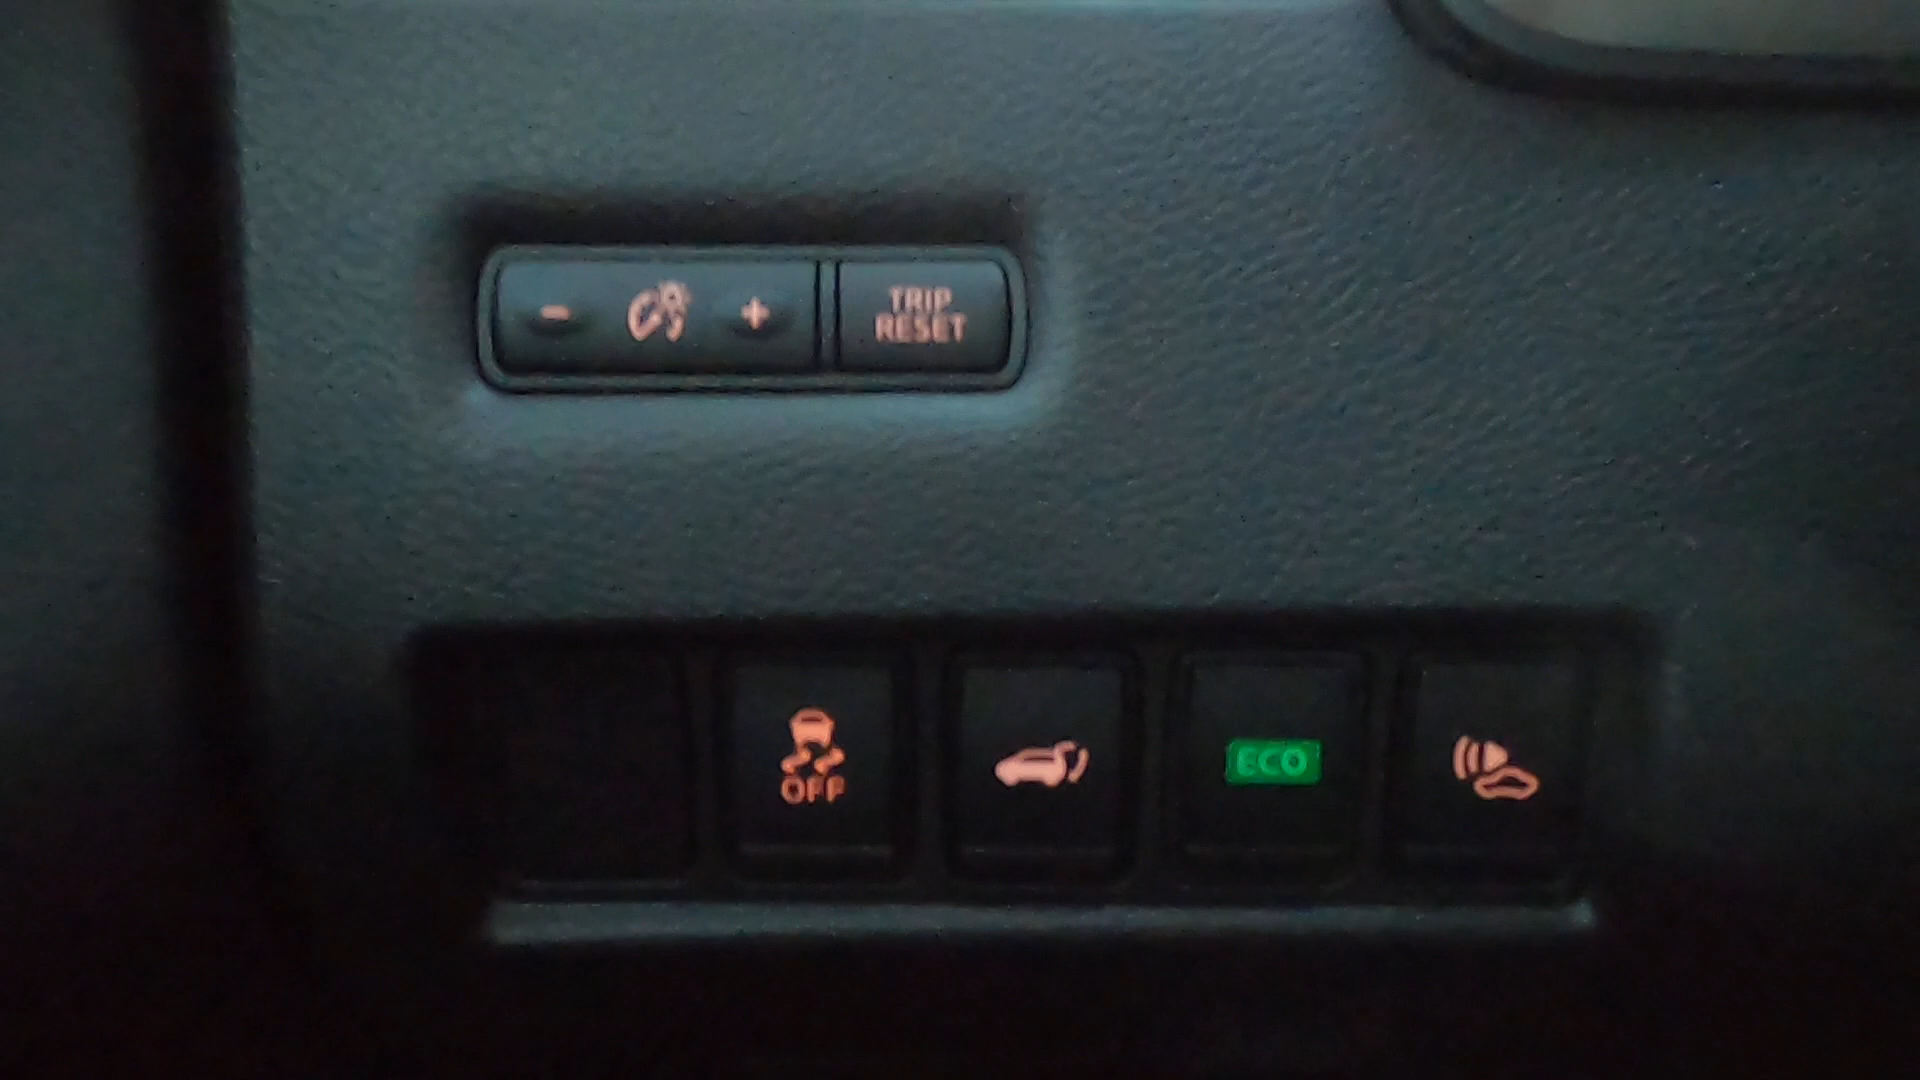 - +
TRIP
RESET
OFF
ECO